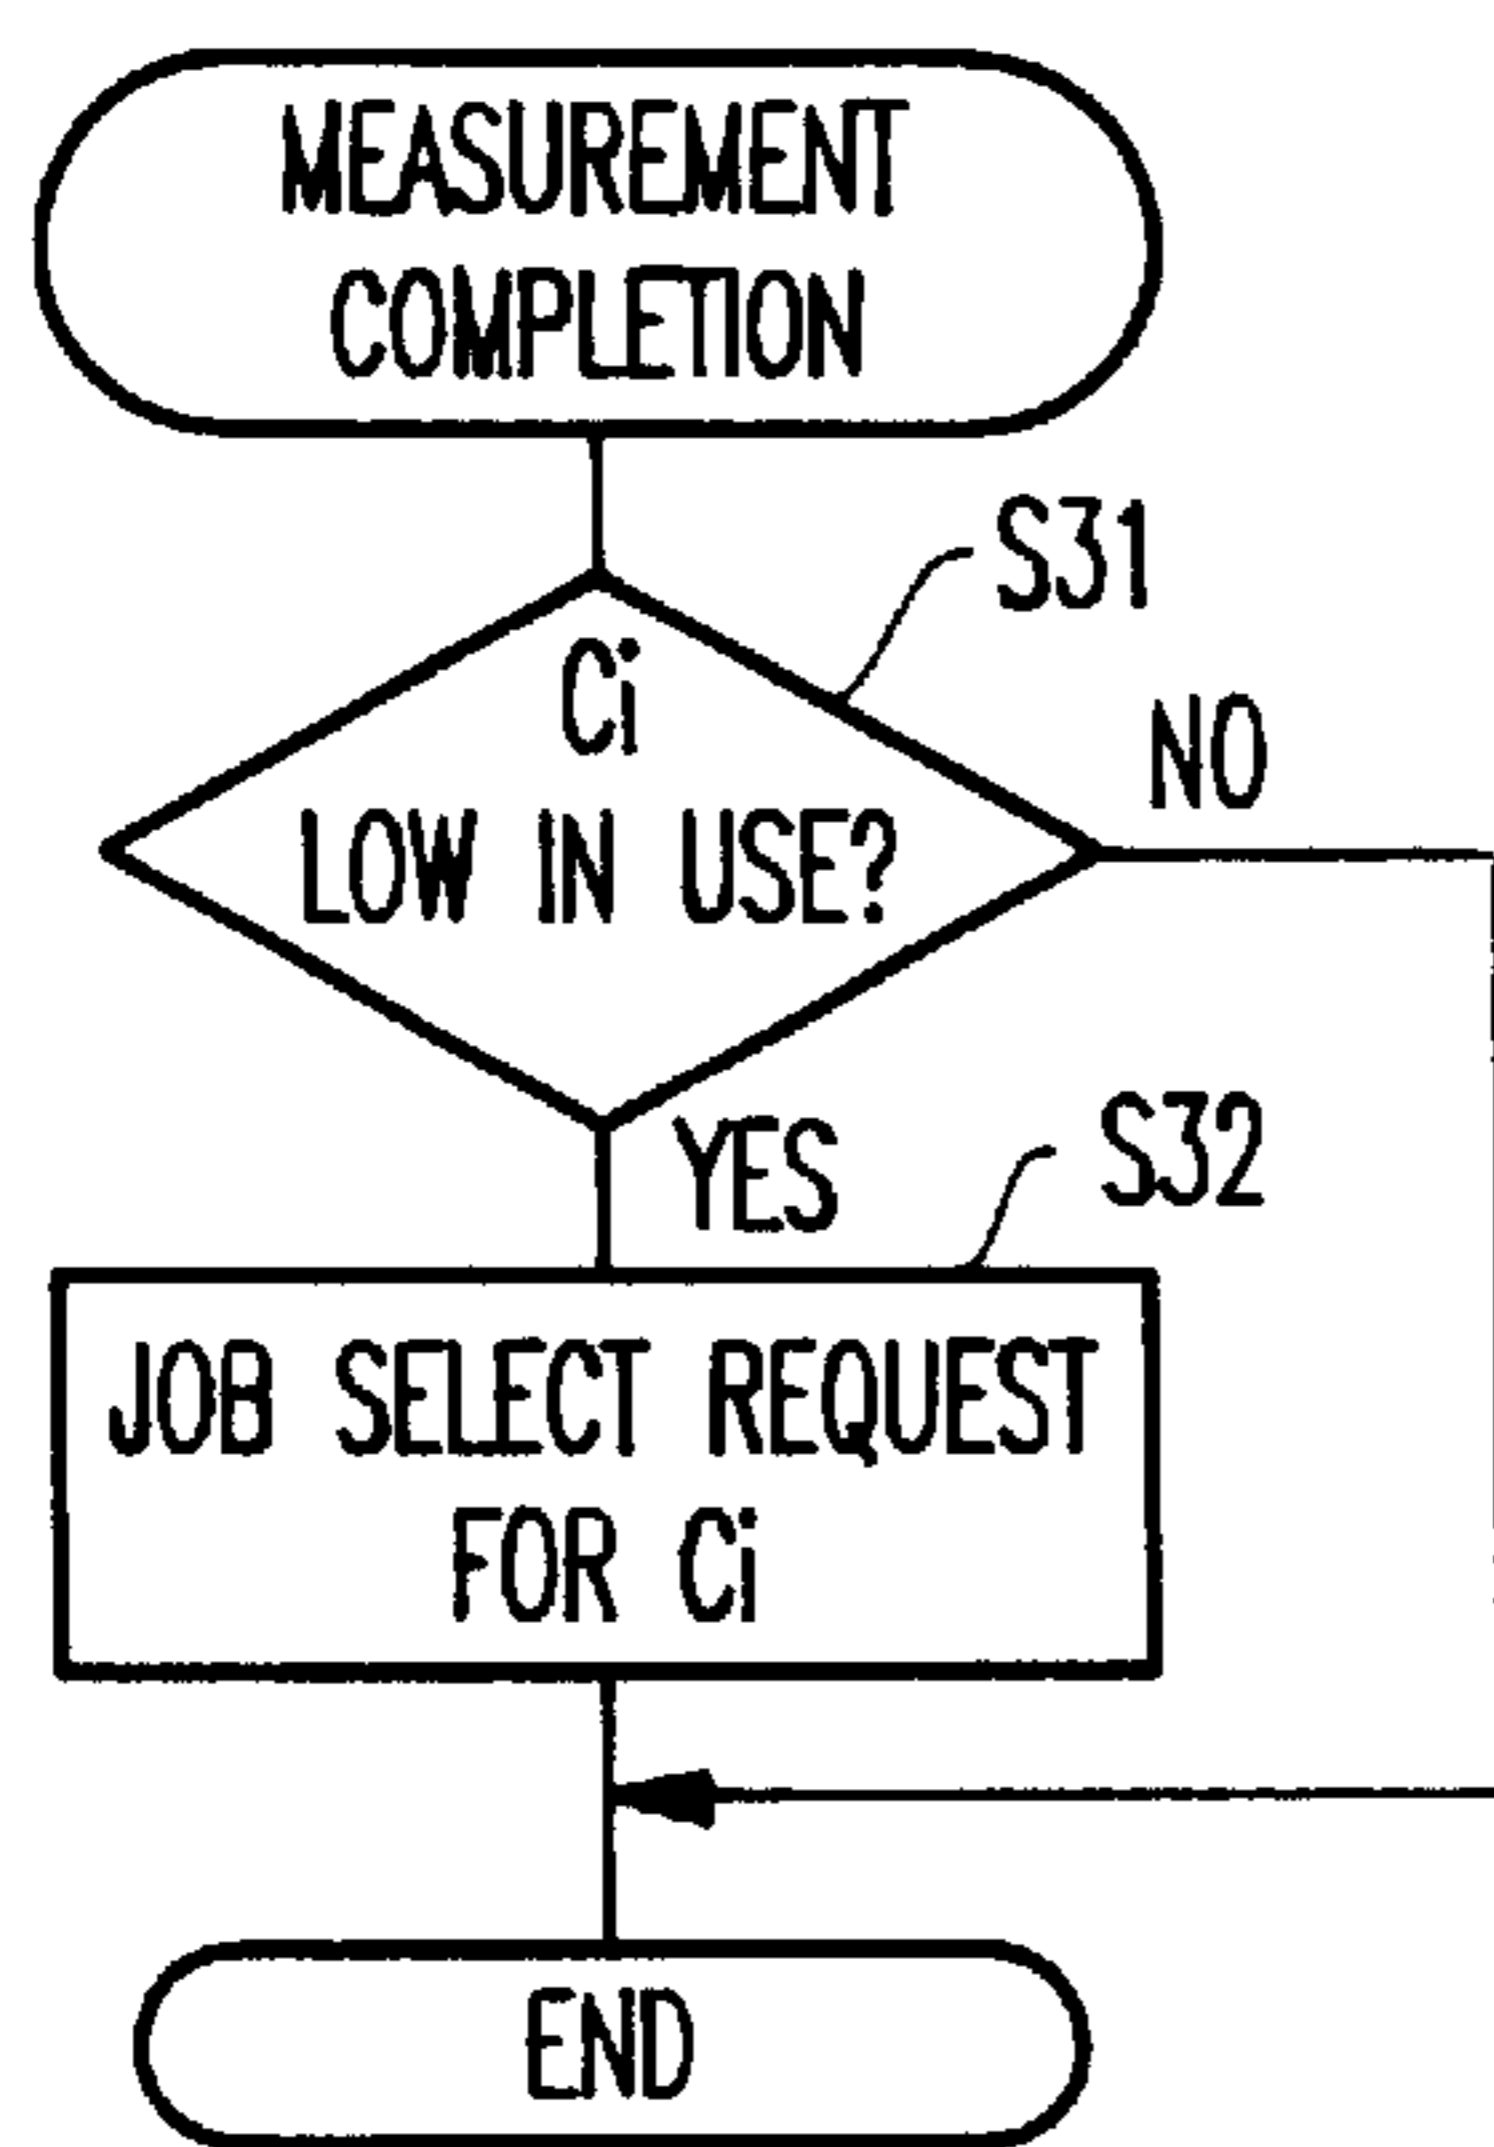 MEASUREMENT
COMPLETION
S31
Ci
LOW IN USE?
NO
YES
S32
JOB SELECT REQUEST
FOR Ci
END